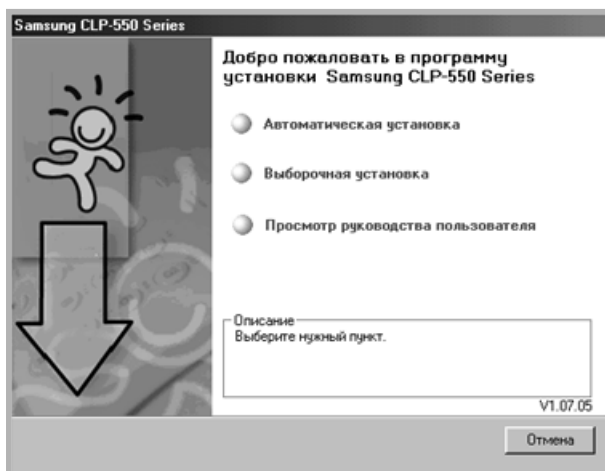 Samsung CLP-550 Series
Добро пожаловать в программу
установки Samsung CLP-550 Series
Автоматическая установка
Выборочная установка
Просмотр руководства пользователя
Описание
Выберите нужный пункт.
V1.07.05
Отмена